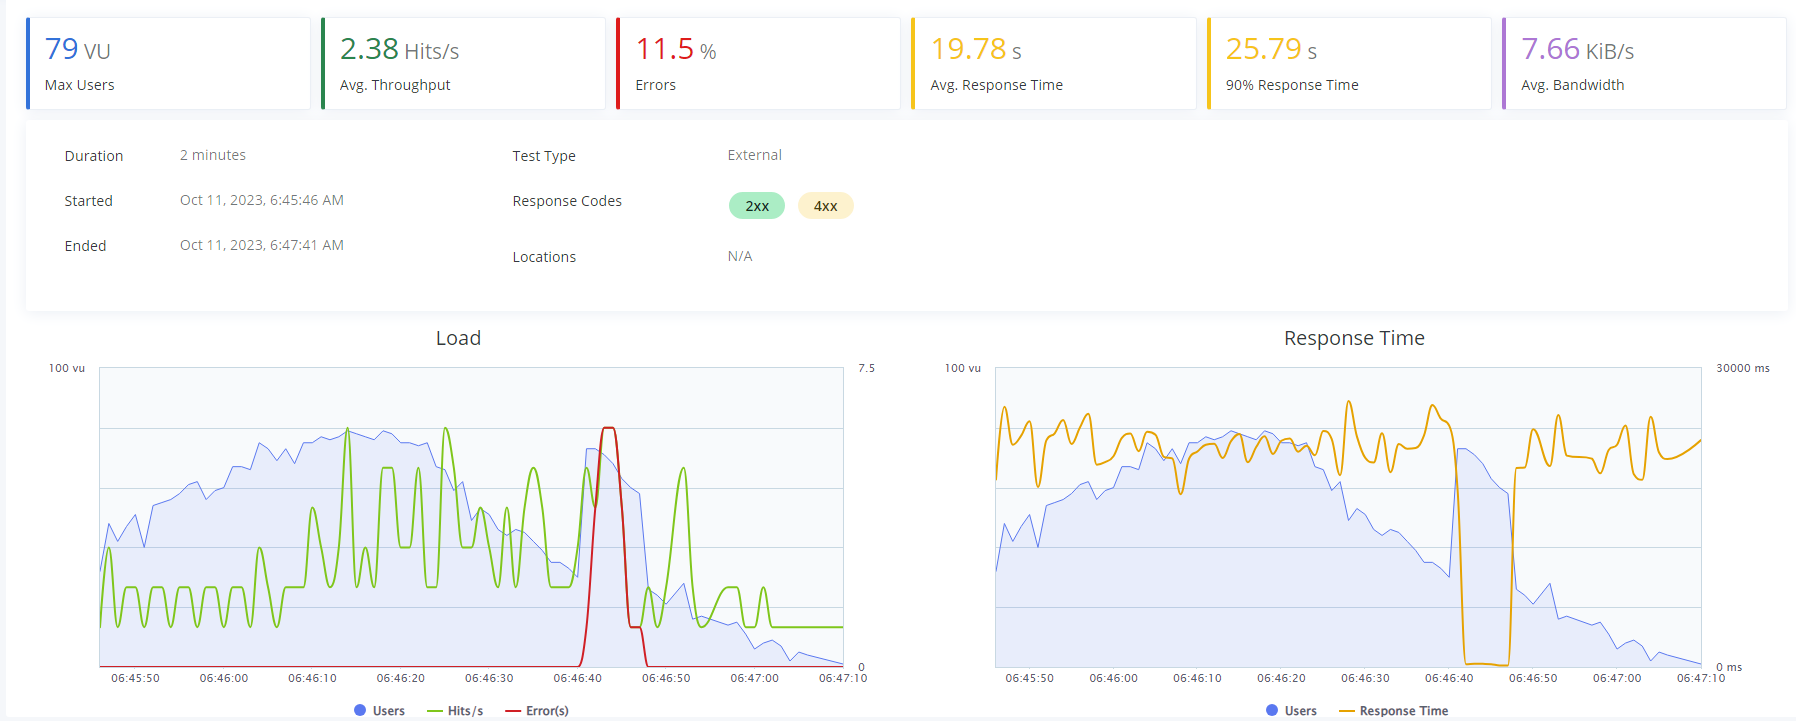 79 VU
Max Users
2.38 Hits/s
Avg. Throughput
11.5 %
Errors
19.78 s
Avg. Response Time
25.79 s
90% Response Time
7.66 KiB/s
Avg. Bandwidth
Duration 2 minutes
Started Oct 11, 2023, 6:45:46 AM
Ended Oct 11, 2023, 6:47:41 AM
Test Type External
Response Codes 2xx 4xx
Locations N/A
Load
100 vu 7.5
0
06:45:50 06:46:00 06:46:10 06:46:20 06:46:30 06:46:40 06:46:50 06:47:00 06:47:10
Users Hits/s Error(s)
Response Time
100 vu 30000 ms
0 ms
06:45:50 06:46:00 06:46:10 06:46:20 06:46:30 06:46:40 06:46:50 06:47:00 06:47:10
Users Response Time